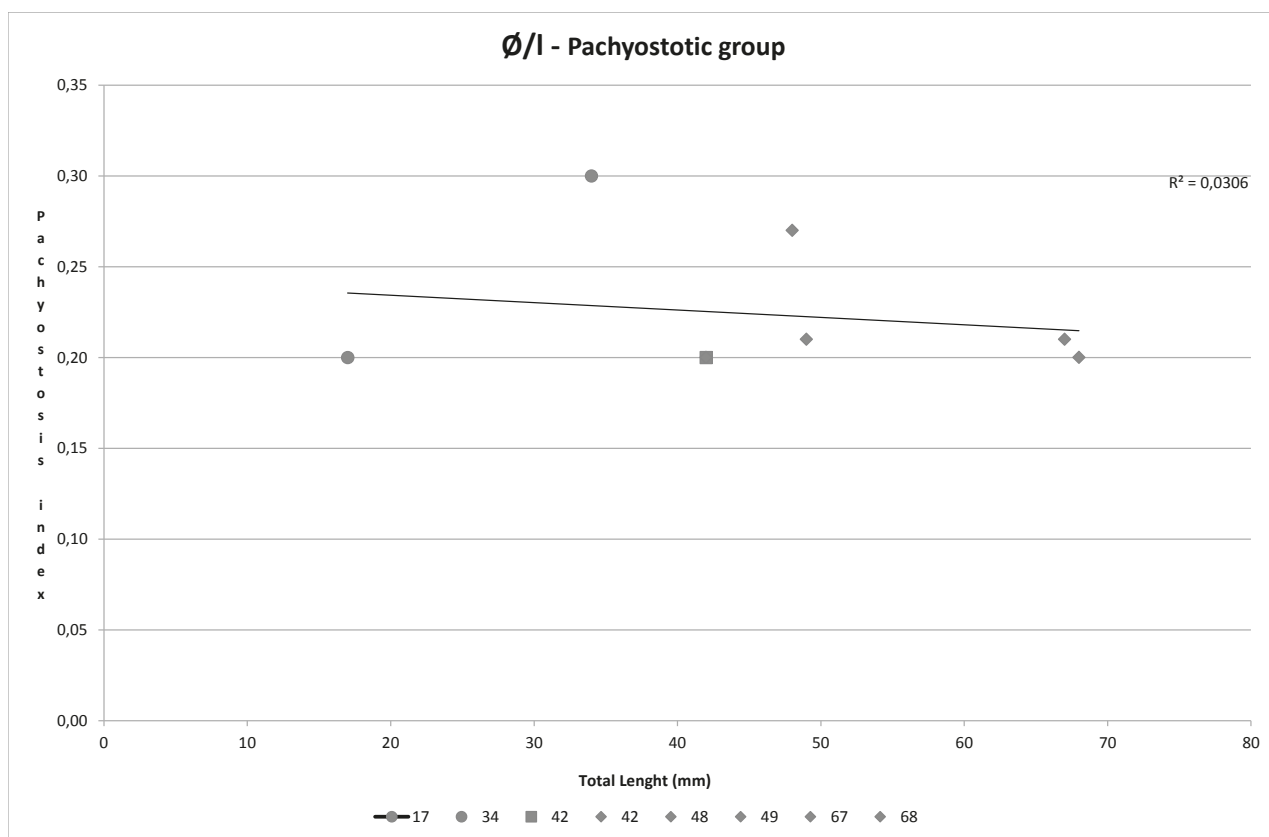 Ø/l - Pachyostotic group
0,35
0,30
R² = 0,0306
0,25
0,20
0,15
0,10
0,05
0,00
Pachyostosis index
0 10 20 30 40 50 60 70 80
Total Lenght (mm)
17 34 42 42 48 49 67 68